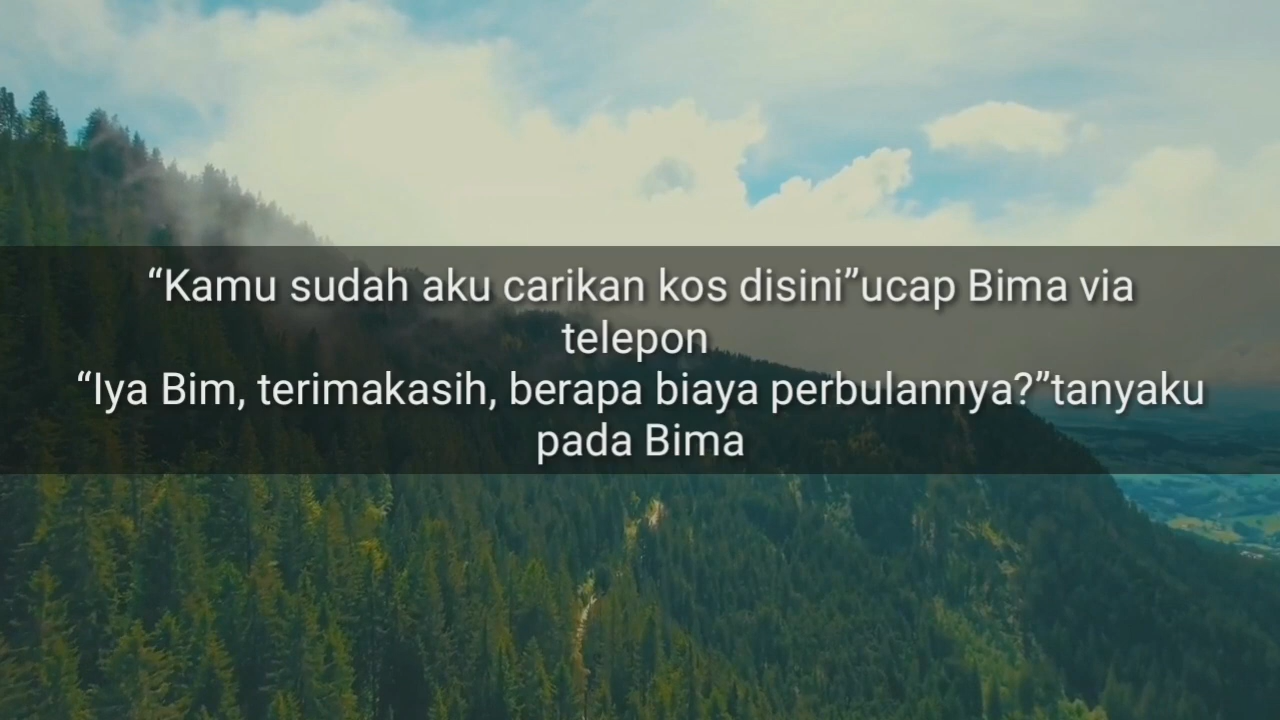 “Kamu sudah aku carikan kos disini”ucap Bima via
telepon
“Iya Bim, terimakasih, berapa biaya perbulannya?”tanyaku
pada Bima